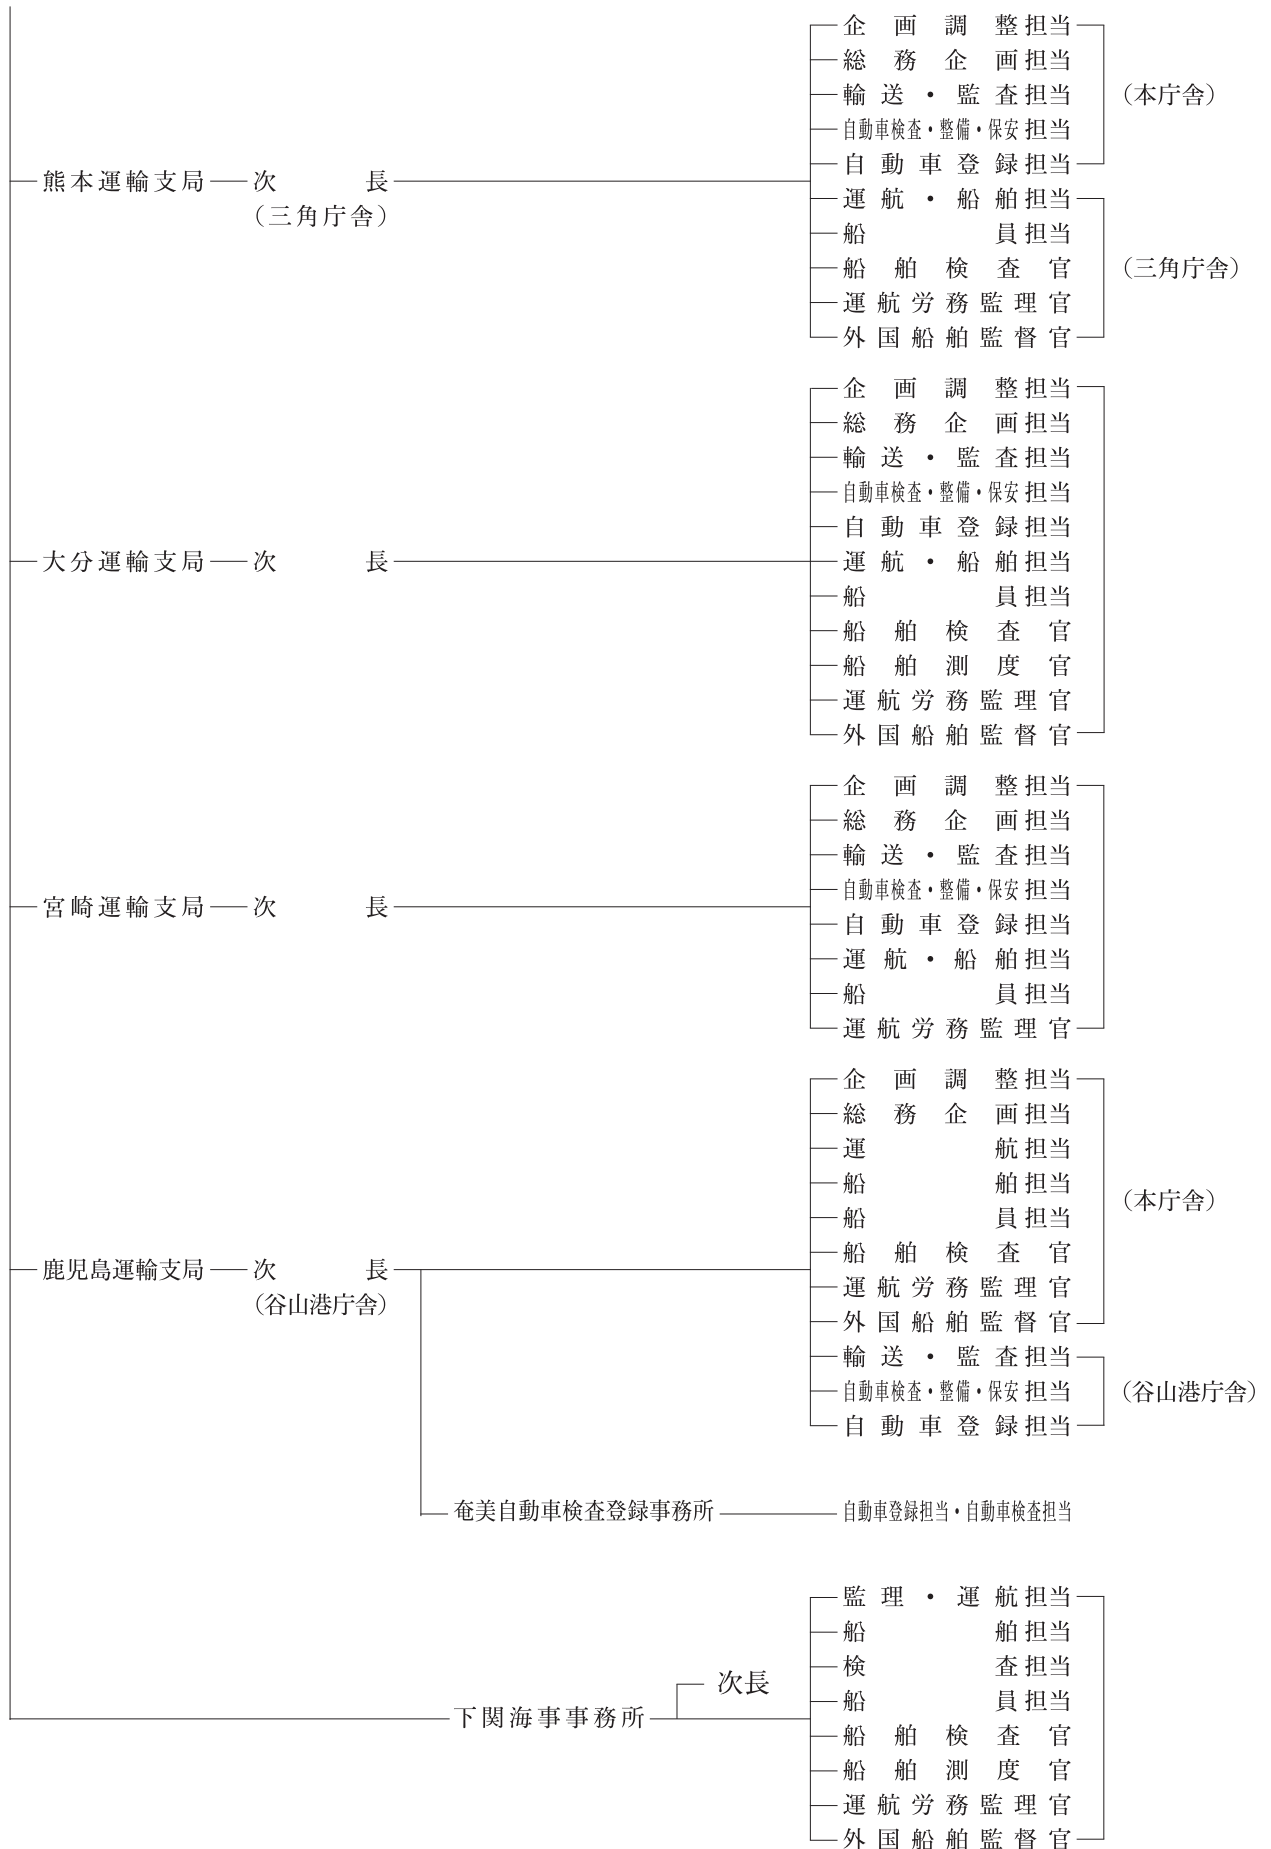 熊本運輸支局 次長
(三角庁舎)
企画調整担当
総務企画担当
輸送・監査担当
自動車検査・整備・保安担当
自動車登録担当
(本庁舎)
運航・船舶担当
船員担当
船舶検査官
運航労務監理官
外国船舶監督官
(三角庁舎)
大分運輸支局 次長
企画調整担当
総務企画担当
輸送・監査担当
自動車検査・整備・保安担当
自動車登録担当
運航・船舶担当
船員担当
船舶検査官
船舶測度官
運航労務監理官
外国船舶監督官
宮崎運輸支局 次長
企画調整担当
総務企画担当
輸送・監査担当
自動車検査・整備・保安担当
自動車登録担当
運航・船舶担当
船員担当
運航労務監理官
鹿児島運輸支局 次長
(谷山港庁舎)
企画調整担当
総務企画担当
運航担当
船舶担当
船員担当
船舶検査官
運航労務監理官
外国船舶監督官
(本庁舎)
輸送・監査担当
自動車検査・整備・保安担当
自動車登録担当
(谷山港庁舎)
奄美自動車検査登録事務所 自動車登録担当・自動車検査担当
下関海事事務所
次長
監理・運航担当
船舶担当
検査担当
船員担当
船舶検査官
船舶測度官
運航労務監理官
外国船舶監督官